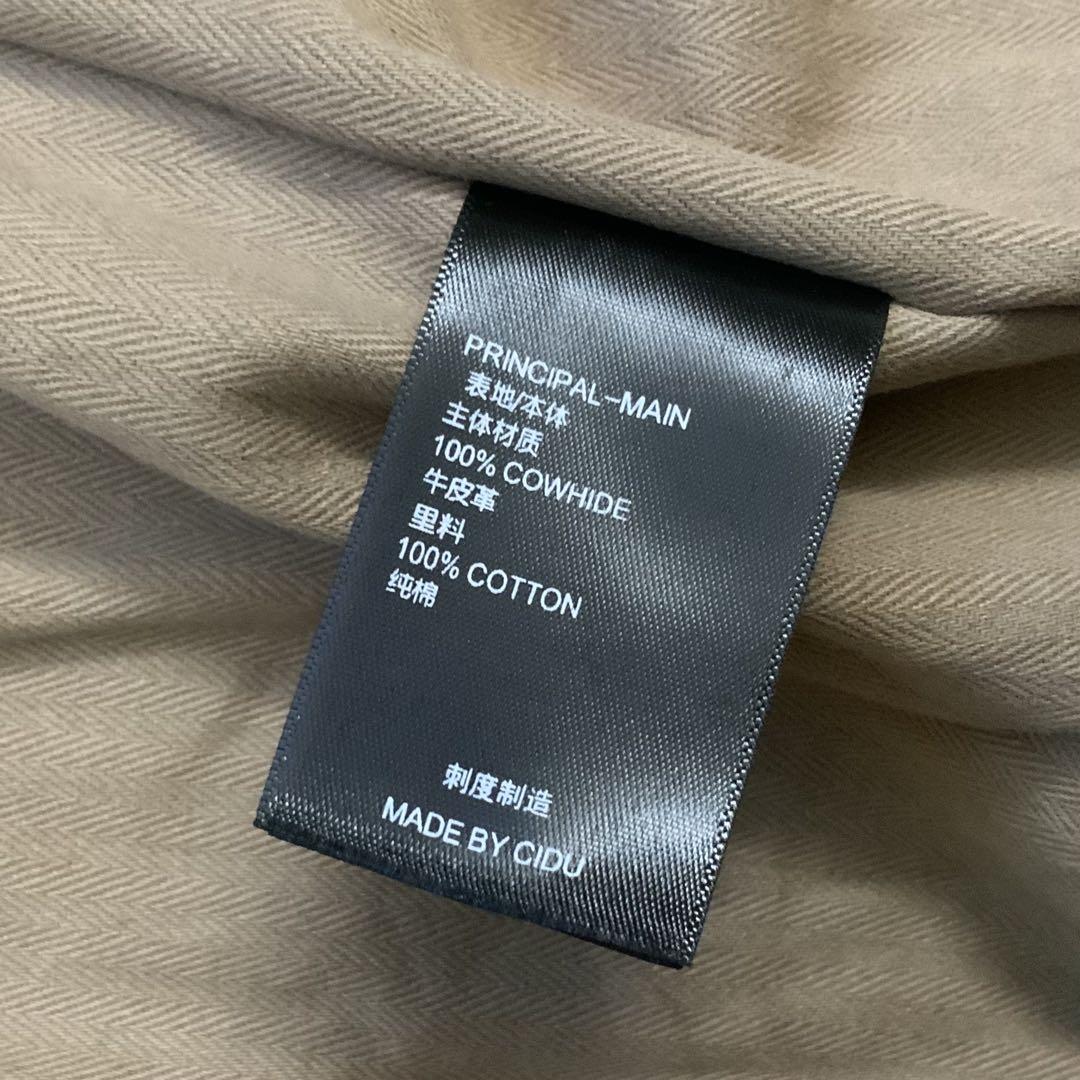 PRINCIPAL-MAIN
表地/本体
主体材质
100% COWHIDE
牛皮革
里料
100% COTTON
纯棉
刺度制造
MADE BY CIDU